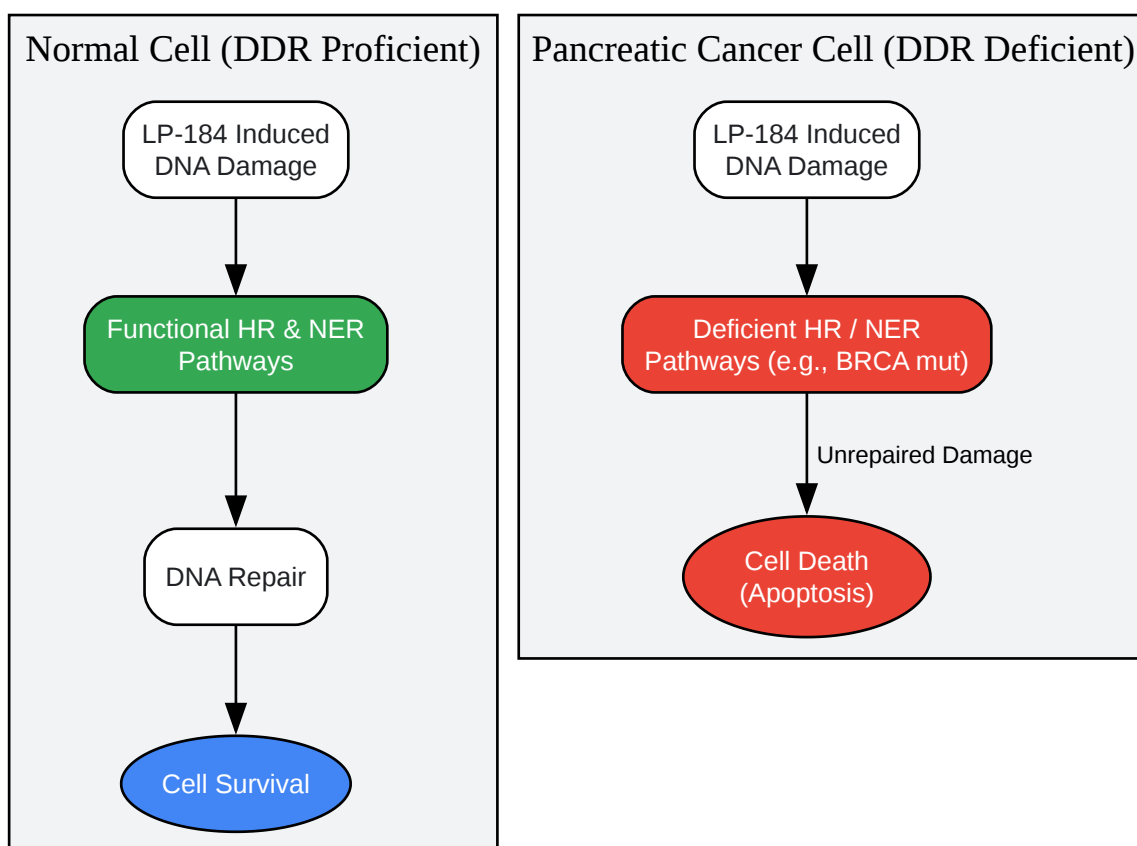 Normal Cell (DDR Proficient)
LP-184 Induced
DNA Damage
Functional HR & NER
Pathways
DNA Repair
Cell Survival
Pancreatic Cancer Cell (DDR Deficient)
LP-184 Induced
DNA Damage
Deficient HR / NER
Pathways (e.g., BRCA mut)
Unrepaired Damage
Cell Death
(Apoptosis)